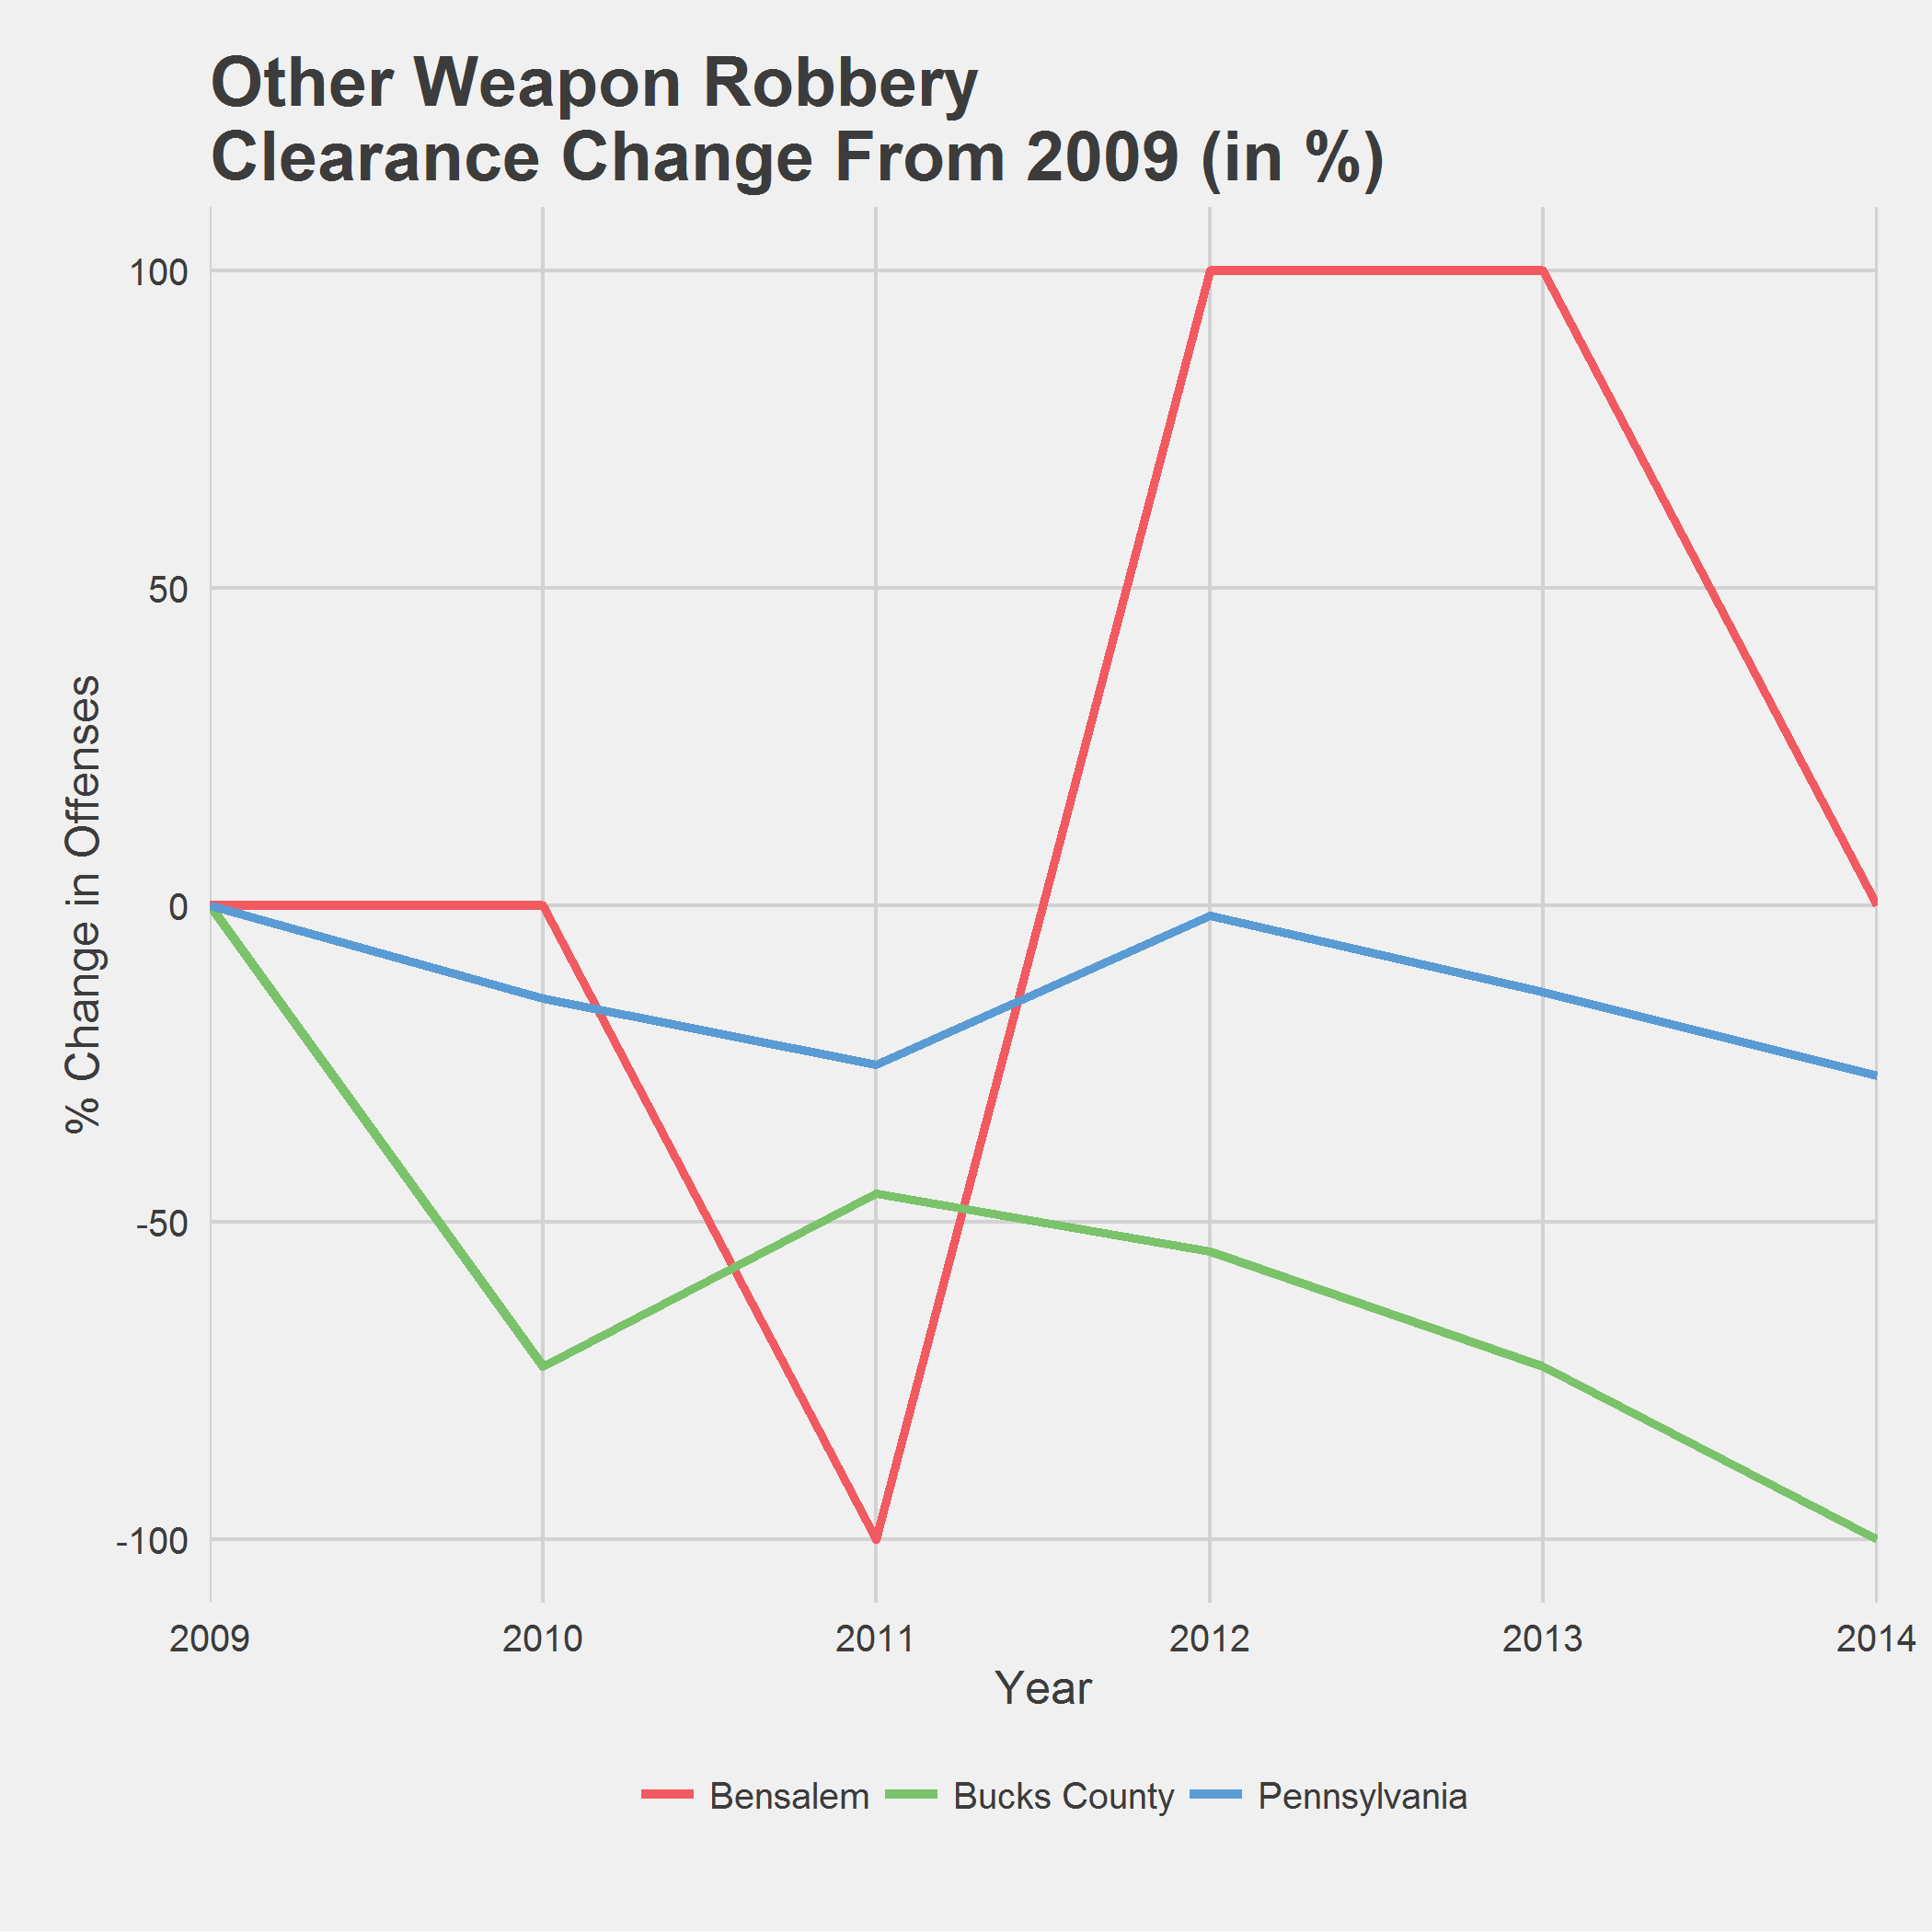 Other Weapon Robbery
Clearance Change From 2009 (in %)
% Change in Offenses
100
50
0
-50
-100
2009 2010 2011 2012 2013 2014
Year
Bensalem Bucks County Pennsylvania